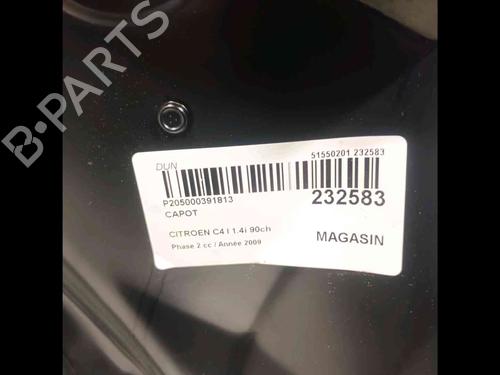 B-PARTS
DUN
51550201 232583
P205000391813
232583
CAPOT
CITROEN C4 I 1.4i 90ch
MAGASIN
Phase 2 cc / Année 2009